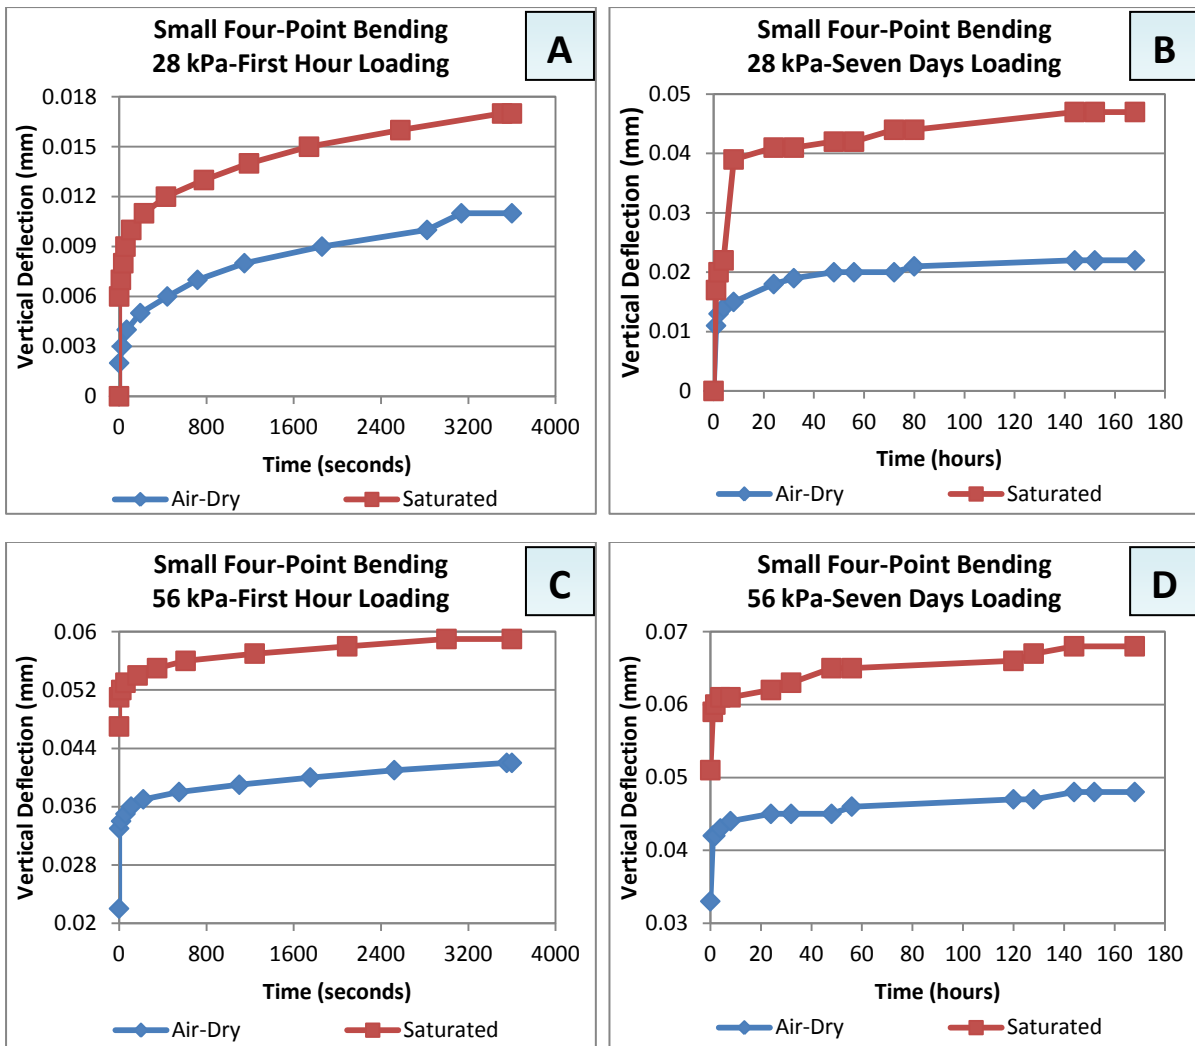 Small Four-Point Bending
28 kPa-First Hour Loading
A
Vertical Deflection (mm)
0.018
0.015
0.012
0.009
0.006
0.003
0
0 800 1600 2400 3200 4000
Time (seconds)
Air-Dry Saturated
Small Four-Point Bending
28 kPa-Seven Days Loading
B
Vertical Deflection (mm)
0.05
0.04
0.03
0.02
0.01
0
0 20 40 60 80 100 120 140 160 180
Time (hours)
Air-Dry Saturated
Small Four-Point Bending
56 kPa-First Hour Loading
C
Vertical Deflection (mm)
0.06
0.052
0.044
0.036
0.028
0.02
0 800 1600 2400 3200 4000
Time (seconds)
Air-Dry Saturated
Small Four-Point Bending
56 kPa-Seven Days Loading
D
Vertical Deflection (mm)
0.07
0.06
0.05
0.04
0.03
0 20 40 60 80 100 120 140 160 180
Time (hours)
Air-Dry Saturated